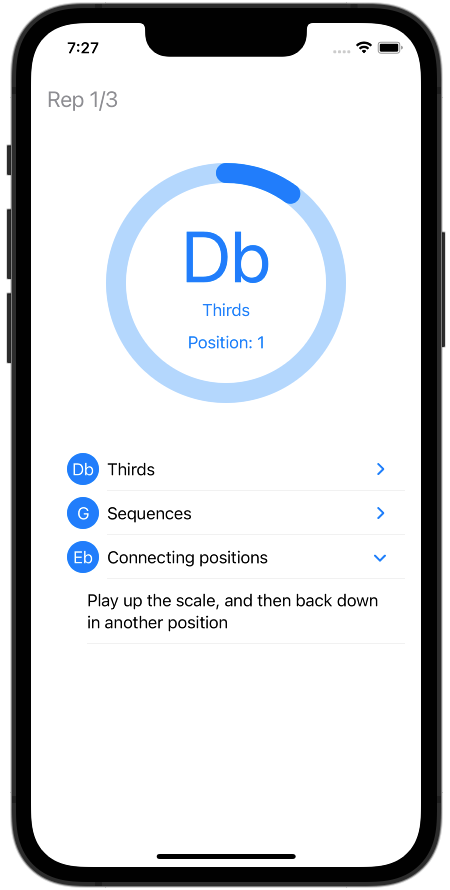 7:27
Rep 1/3
Db
Thirds
Position: 1
Db Thirds
G Sequences
Eb Connecting positions
Play up the scale, and then back down
in another position